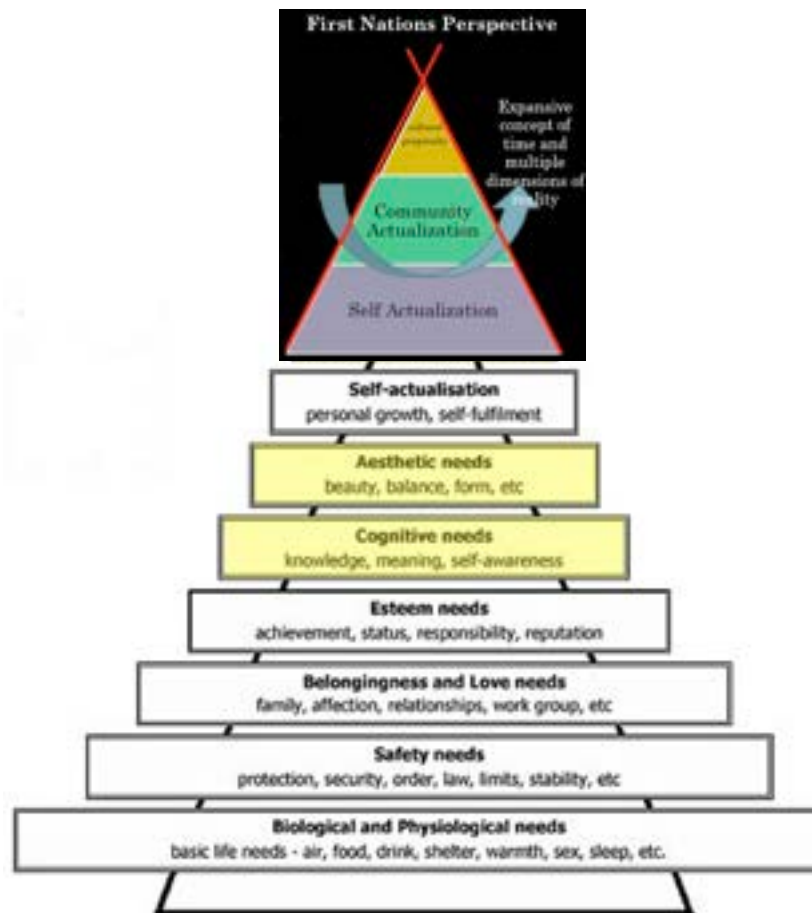 First Nations Perspective
Expansive
concept of
time and
multiple
dimensions of
reality
cultural
perpetuity
Community
Actualization
Self Actualization
Self-actualisation
personal growth, self-fulfilment
Aesthetic needs
beauty, balance, form, etc
Cognitive needs
knowledge, meaning, self-awareness
Esteem needs
achievement, status, responsibility, reputation
Belongingness and Love needs
family, affection, relationships, work group, etc
Safety needs
protection, security, order, law, limits, stability, etc
Biological and Physiological needs
basic life needs - air, food, drink, shelter, warmth, sex, sleep, etc.